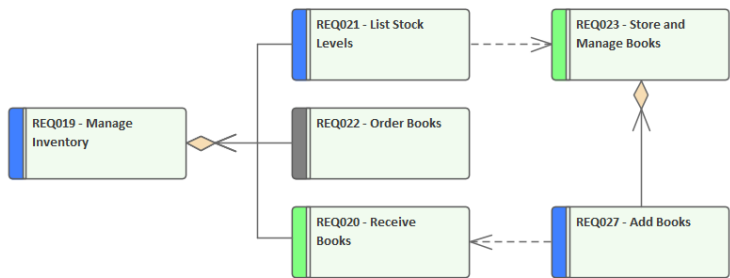 REQ021 - List Stock
Levels
REQ023 - Store and
Manage Books
REQ019 - Manage
Inventory
REQ022 - Order Books
REQ020 - Receive
Books
REQ027 - Add Books